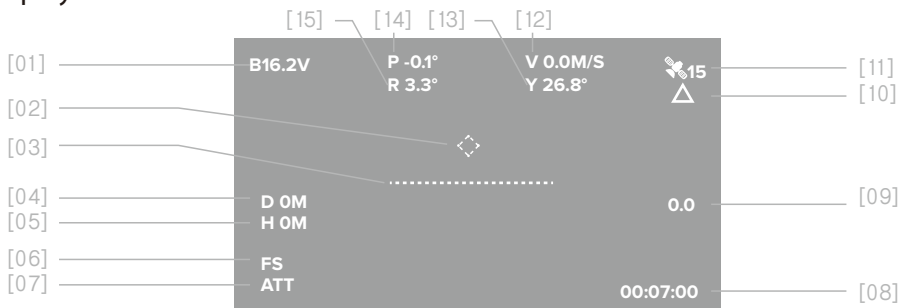 [15] [14] [13] [12]
[01] B16.2V P -0.1° V 0.0M/S 15 [11]
R 3.3° Y 26.8° [10]
[02]
[03]
[04] D 0M 0.0 [09]
[05] H 0M
[06] FS
[07] ATT 00:07:00 [08]